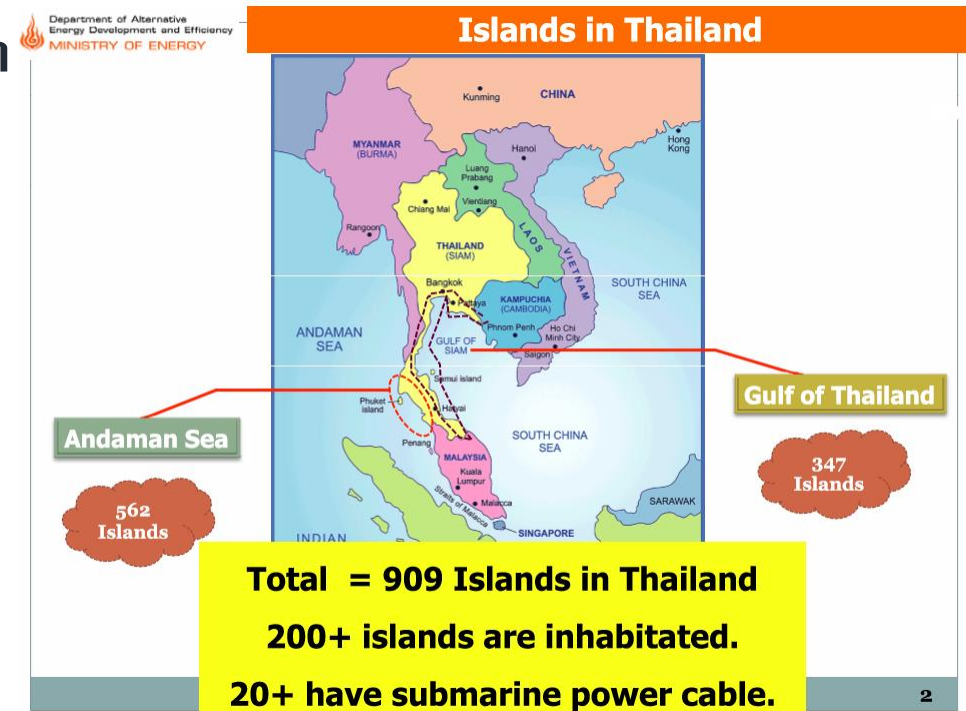 Department of Alternative
Energy Development and Efficiency
MINISTRY OF ENERGY
Islands in Thailand
Kunming
CHINA
Hong
Kong
MYANMAR
(BURMA)
Hanoi
Luang
Prabang
Chiang Mai
Vientiang
Rangoon
LAOS
THAILAND
(SIAM)
VIETNAM
Bangkok
Pattaya
KAMPUCHIA
(CAMBODIA)
SOUTH CHINA
SEA
ANDAMAN
SEA
Phnom Penh
Ho Chi
Minh City
GULF OF
SIAM
Saigon
Samui island
Phuket
island
Hatyai
Gulf of Thailand
Andaman Sea
Penang
SOUTH CHINA
SEA
MALAYSIA
Kuala
Lumpur
347
Islands
Straits of Malacca
Malacca
SARAWAK
562
Islands
SINGAPORE
INDIAN
Total = 909 Islands in Thailand
200+ islands are inhabitated.
20+ have submarine power cable.
2